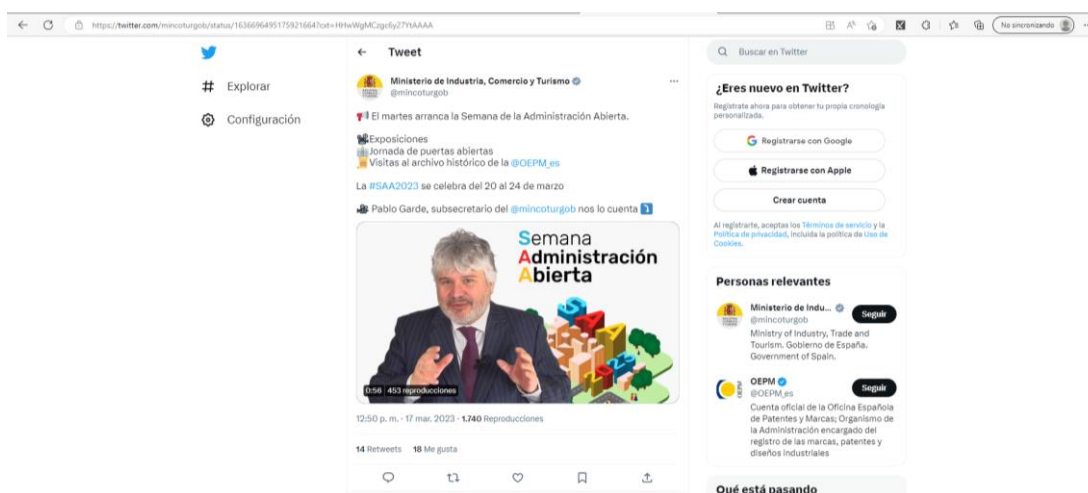 https://twitter.com/mincoturgob/status/1636696495175921664?cxt=HHwWgMCzgc6y27YtAAAA
No sincronizando
Tweet
Explorar
Configuración
Ministerio de Industria, Comercio y Turismo
@mincoturgob
El martes arranca la Semana de la Administración Abierta.
Exposiciones
Jornada de puertas abiertas
Visitas al archivo histórico de la @OEPM_es
La #SAA2023 se celebra del 20 al 24 de marzo
Pablo Garde, subsecretario del @mincoturgob nos lo cuenta
Semana
Administración
Abierta
SAA
2023
0:56 453 reproducciones
12:50 p. m. · 17 mar. 2023 · 1.740 Reproducciones
14 Retweets 18 Me gusta
Buscar en Twitter
¿Eres nuevo en Twitter?
Regístrate ahora para obtener tu propia cronología
personalizada.
Registrarse con Google
Registrarse con Apple
Crear cuenta
Al registrarte, aceptas los Términos de servicio y la
Política de privacidad, incluida la política de Uso de
Cookies.
Personas relevantes
Ministerio de Indu...
@mincoturgob
Seguir
Ministry of Industry, Trade and
Tourism. Gobierno de España.
Government of Spain.
OEPM
@OEPM_es
Seguir
Cuenta oficial de la Oficina Española
de Patentes y Marcas; Organismo de
la Administración encargado del
registro de las marcas, patentes y
diseños industriales
Qué está pasando